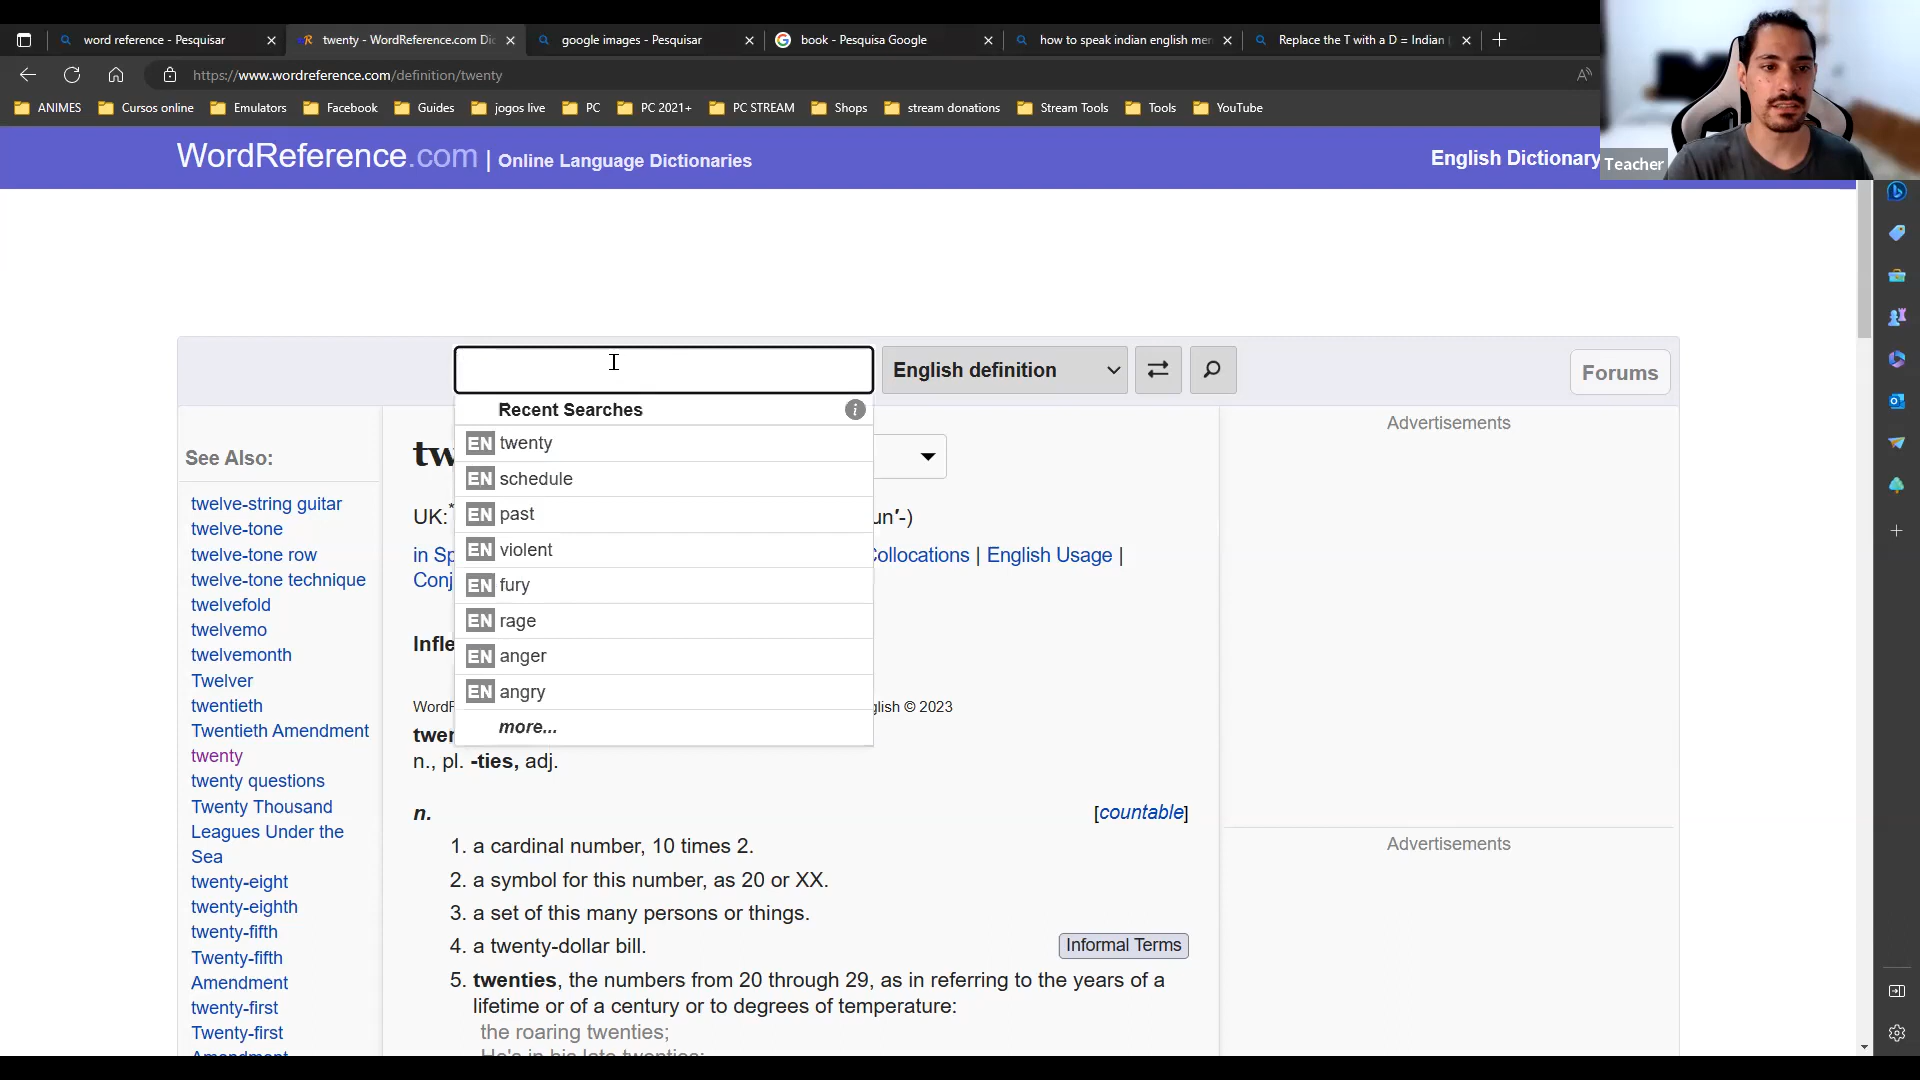 word reference - Pesquisar
twenty - WordReference.com Dic
google images - Pesquisar
book - Pesquisa Google
how to speak indian english mem
Replace the T with a D = Indian
https://www.wordreference.com/definition/twenty
ANIMES
Cursos online
Emulators
Facebook
Guides
jogos live
PC
PC 2021+
PC STREAM
Shops
stream donations
Stream Tools
Tools
YouTube
WordReference.com | Online Language Dictionaries
English Dictionary
Teacher
English definition
Forums
Recent Searches
EN twenty
EN schedule
EN past
EN violent
EN fury
EN rage
EN anger
EN angry
more...
See Also:
twelve-string guitar
twelve-tone
twelve-tone row
twelve-tone technique
twelvefold
twelvemo
twelvemonth
Twelver
twentieth
Twentieth Amendment
twenty
twenty questions
Twenty Thousand
Leagues Under the
Sea
twenty-eight
twenty-eighth
twenty-fifth
Twenty-fifth
Amendment
twenty-first
Twenty-first
Amendment
tw
UK:*
un′-)
in Sp
Collocations | English Usage |
Conj
Infle
WordR
glish © 2023
twen
n., pl. -ties, adj.
n.
[countable]
1. a cardinal number, 10 times 2.
2. a symbol for this number, as 20 or XX.
3. a set of this many persons or things.
4. a twenty-dollar bill.
Informal Terms
5. twenties, the numbers from 20 through 29, as in referring to the years of a
lifetime or of a century or to degrees of temperature:
the roaring twenties;
He's in his late twenties;
Advertisements
Advertisements